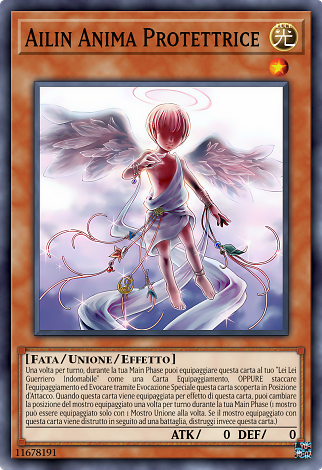 Ailin Anima Protettrice
光
[Fata/Unione/Effetto]
Una volta per turno, durante la tua Main Phase puoi equipaggiare questa carta al tuo "Lei Lei
Guerriero Indomabile" come una Carta Equipaggiamento, OPPURE staccare
l'equipaggiamento ed Evocare tramite Evocazione Speciale questa carta scoperta in Posizione
d'Attacco. Quando questa carta viene equipaggiata per effetto di questa carta, puoi cambiare
la posizione del mostro equipaggiato una volta per turno durante la tua Main Phase (1 mostro
può essere equipaggiato solo con 1 Mostro Unione alla volta. Se il mostro equipaggiato con
questa carta viene distrutto in seguito ad una battaglia, distruggi invece questa carta.)
ATK/ 0 DEF/ 0
11678191